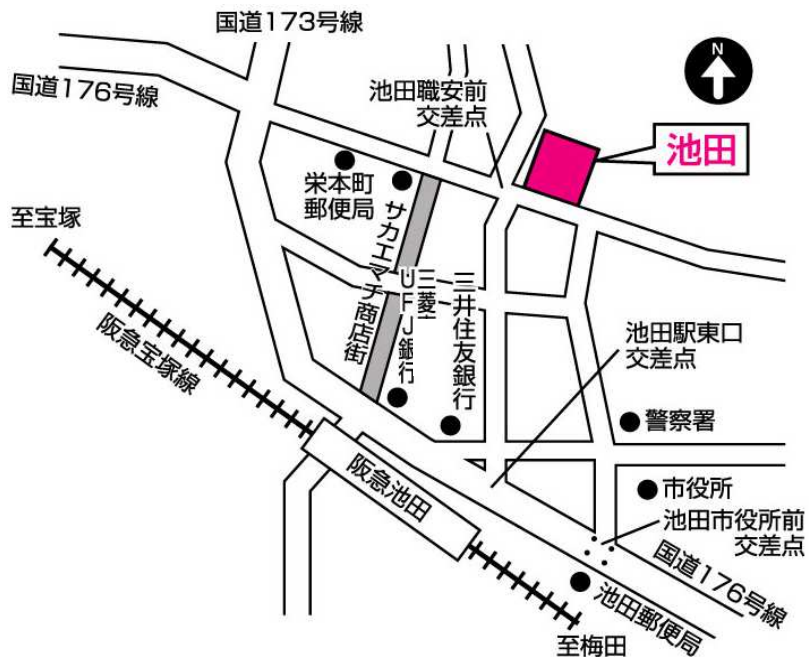 国道173号線
国道176号線
N
池田職安前
交差点
池田
栄本町
郵便局
至宝塚
サカエマチ商店街
三菱
UFJ銀行
三井住友銀行
阪急宝塚線
池田駅東口
交差点
警察署
阪急池田
市役所
池田市役所前
交差点
国道176号線
池田郵便局
至梅田